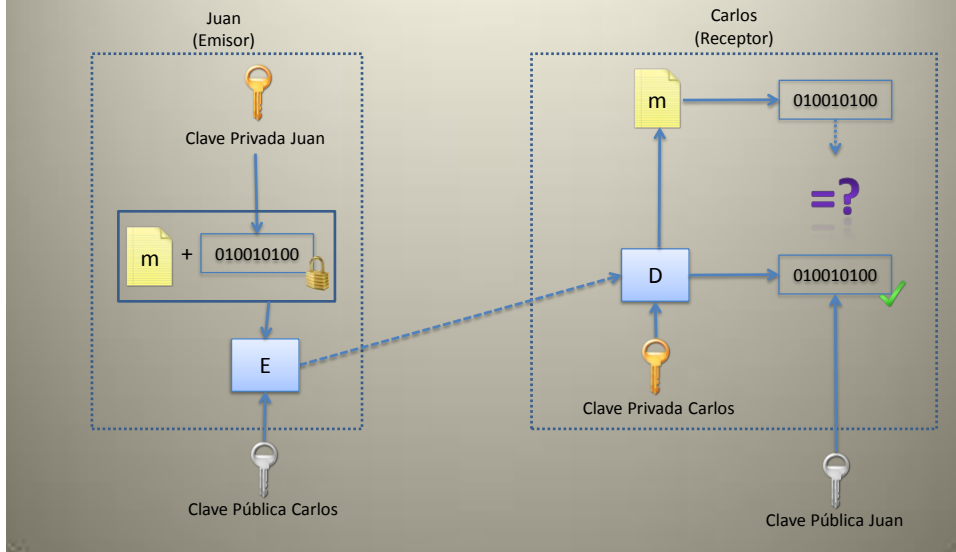 Juan
(Emisor)
Clave Privada Juan
m + 010010100
E
Clave Pública Carlos
Carlos
(Receptor)
m
010010100
=?
D
010010100
Clave Privada Carlos
Clave Pública Juan